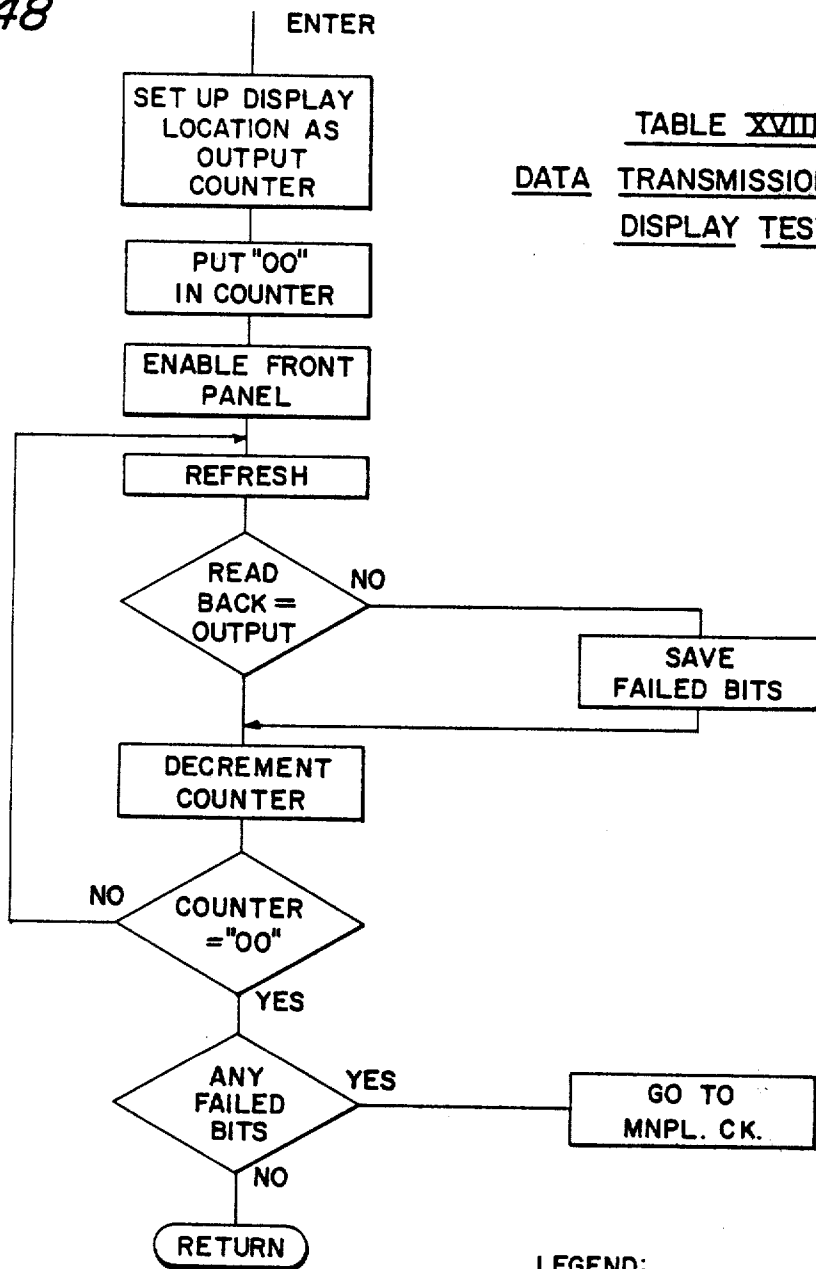 48
ENTER
SET UP DISPLAY
LOCATION AS
OUTPUT
COUNTER
TABLE XVIII
DATA TRANSMISSION
DISPLAY TEST
PUT "OO"
IN COUNTER
ENABLE FRONT
PANEL
REFRESH
READ
BACK =
OUTPUT
NO
SAVE
FAILED BITS
DECREMENT
COUNTER
NO
COUNTER
="OO"
YES
ANY
FAILED
BITS
YES
GO TO
MNPL. CK.
NO
RETURN
LEGEND: